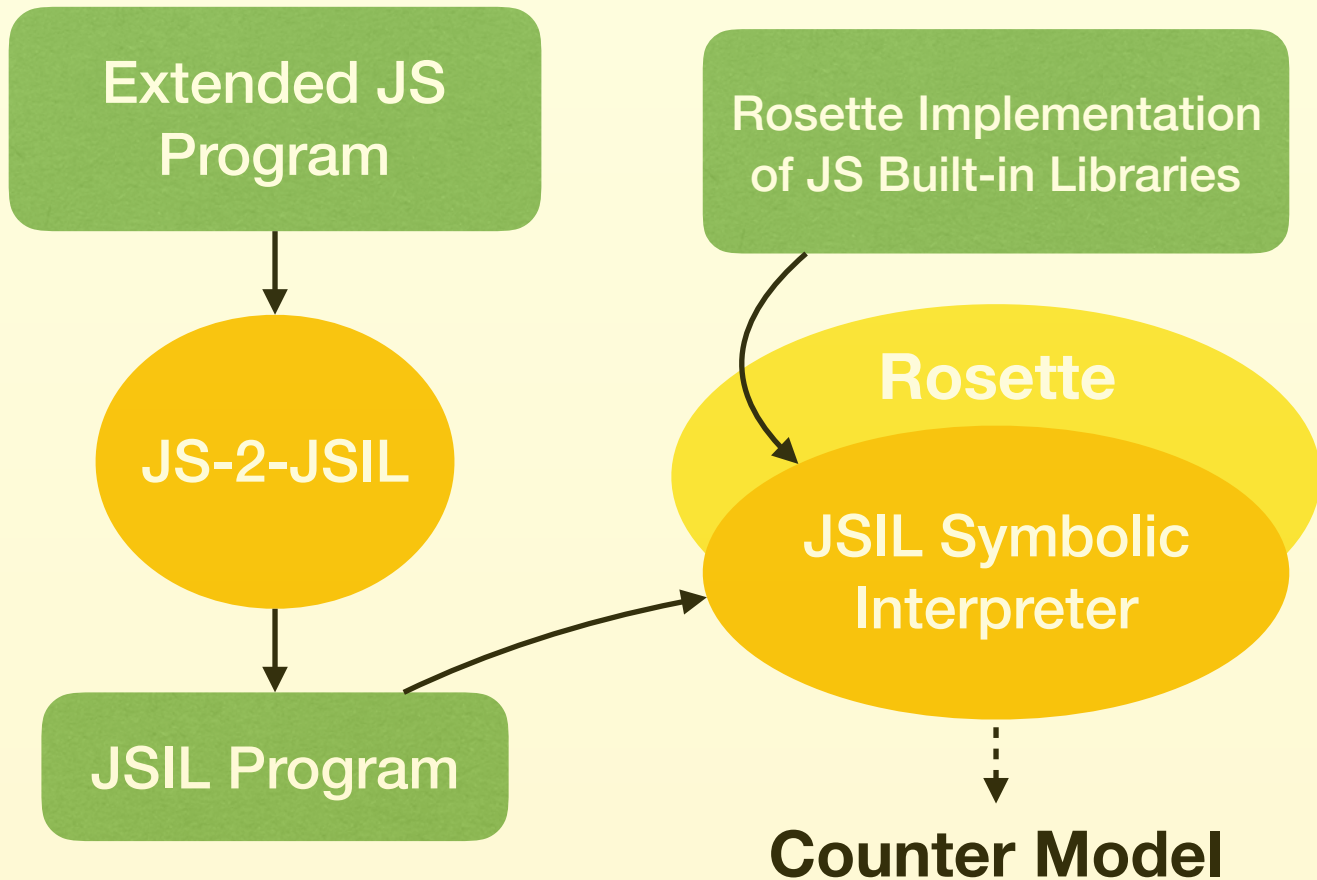 Extended JS
Program
Rosette Implementation
of JS Built-in Libraries
Rosette
JS-2-JSIL
JSIL Symbolic
Interpreter
JSIL Program
Counter Model